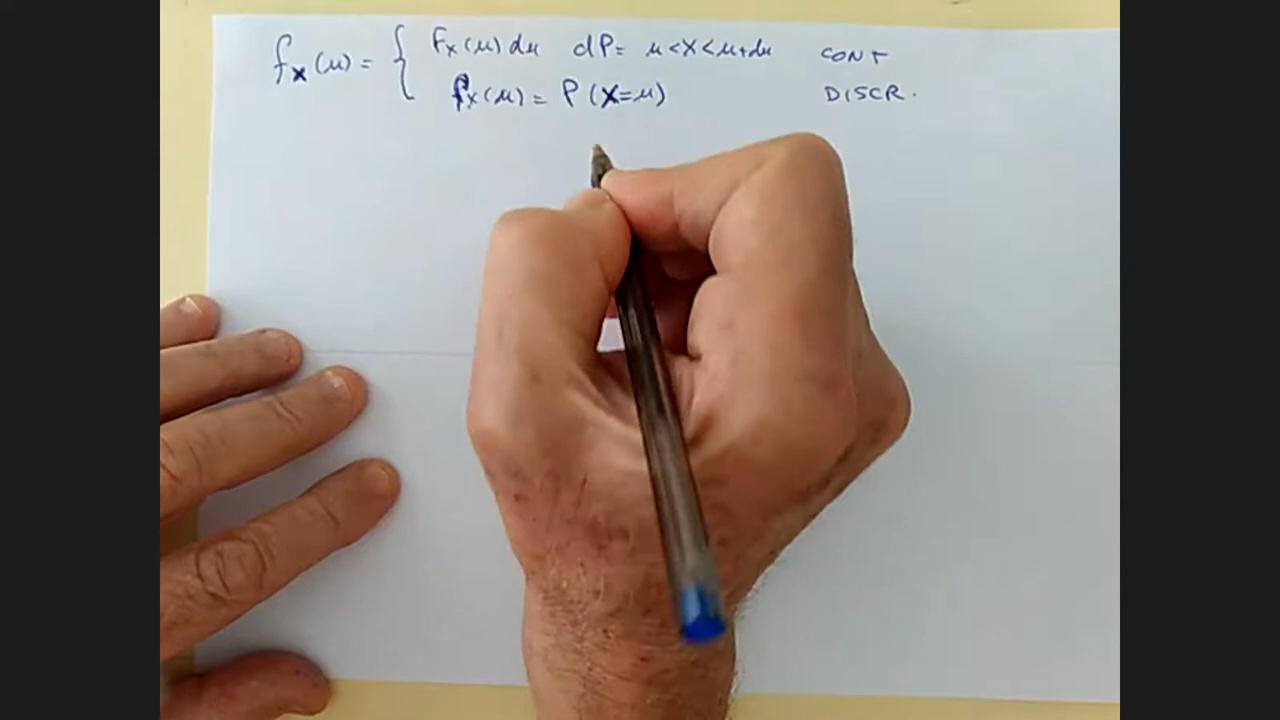 fx(u) = { fx(u)du dP= u<X<u+du CONT
fx(u) = P(X=u) DISCR.